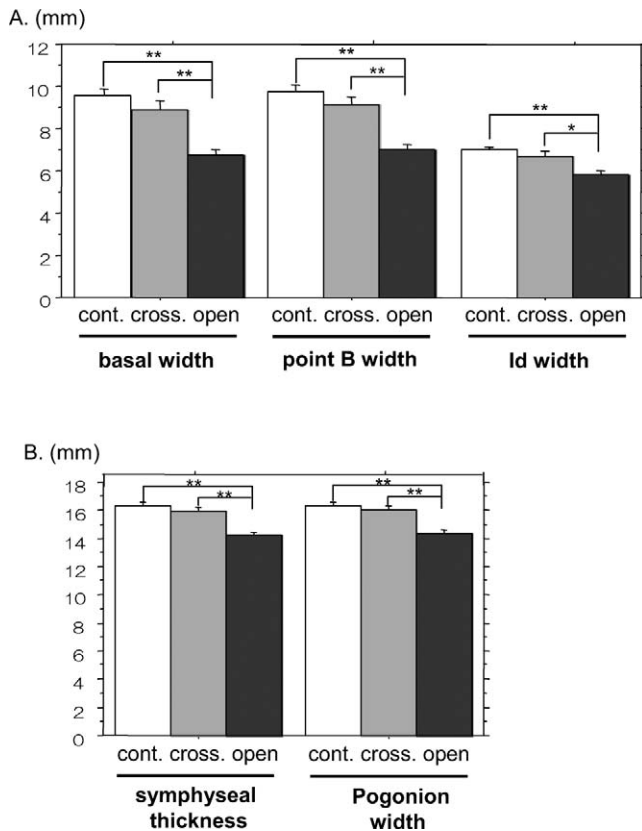 A. (mm)
12
10
8
6
4
2
0
** ** ** ** ** *
cont. cross. open cont. cross. open cont. cross. open
basal width point B width Id width
B. (mm)
18
16
14
12
10
8
6
4
2
0
** ** ** **
cont. cross. open cont. cross. open
symphyseal Pogonion
thickness width